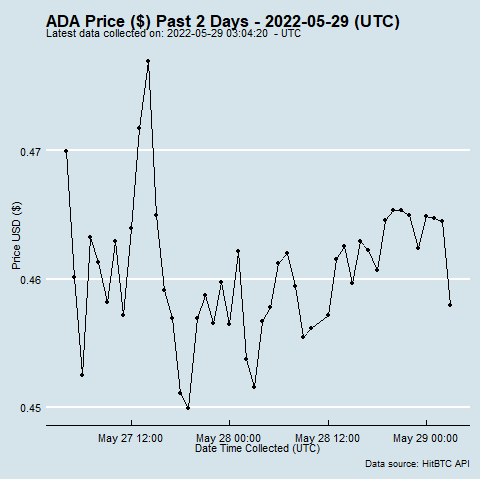 ADA Price ($) Past 2 Days - 2022-05-29 (UTC)
Latest data collected on: 2022-05-29 03:04:20 - UTC
0.47
0.46
0.45
Price USD ($)
May 27 12:00 May 28 00:00 May 28 12:00 May 29 00:00
Date Time Collected (UTC)
Data source: HitBTC API